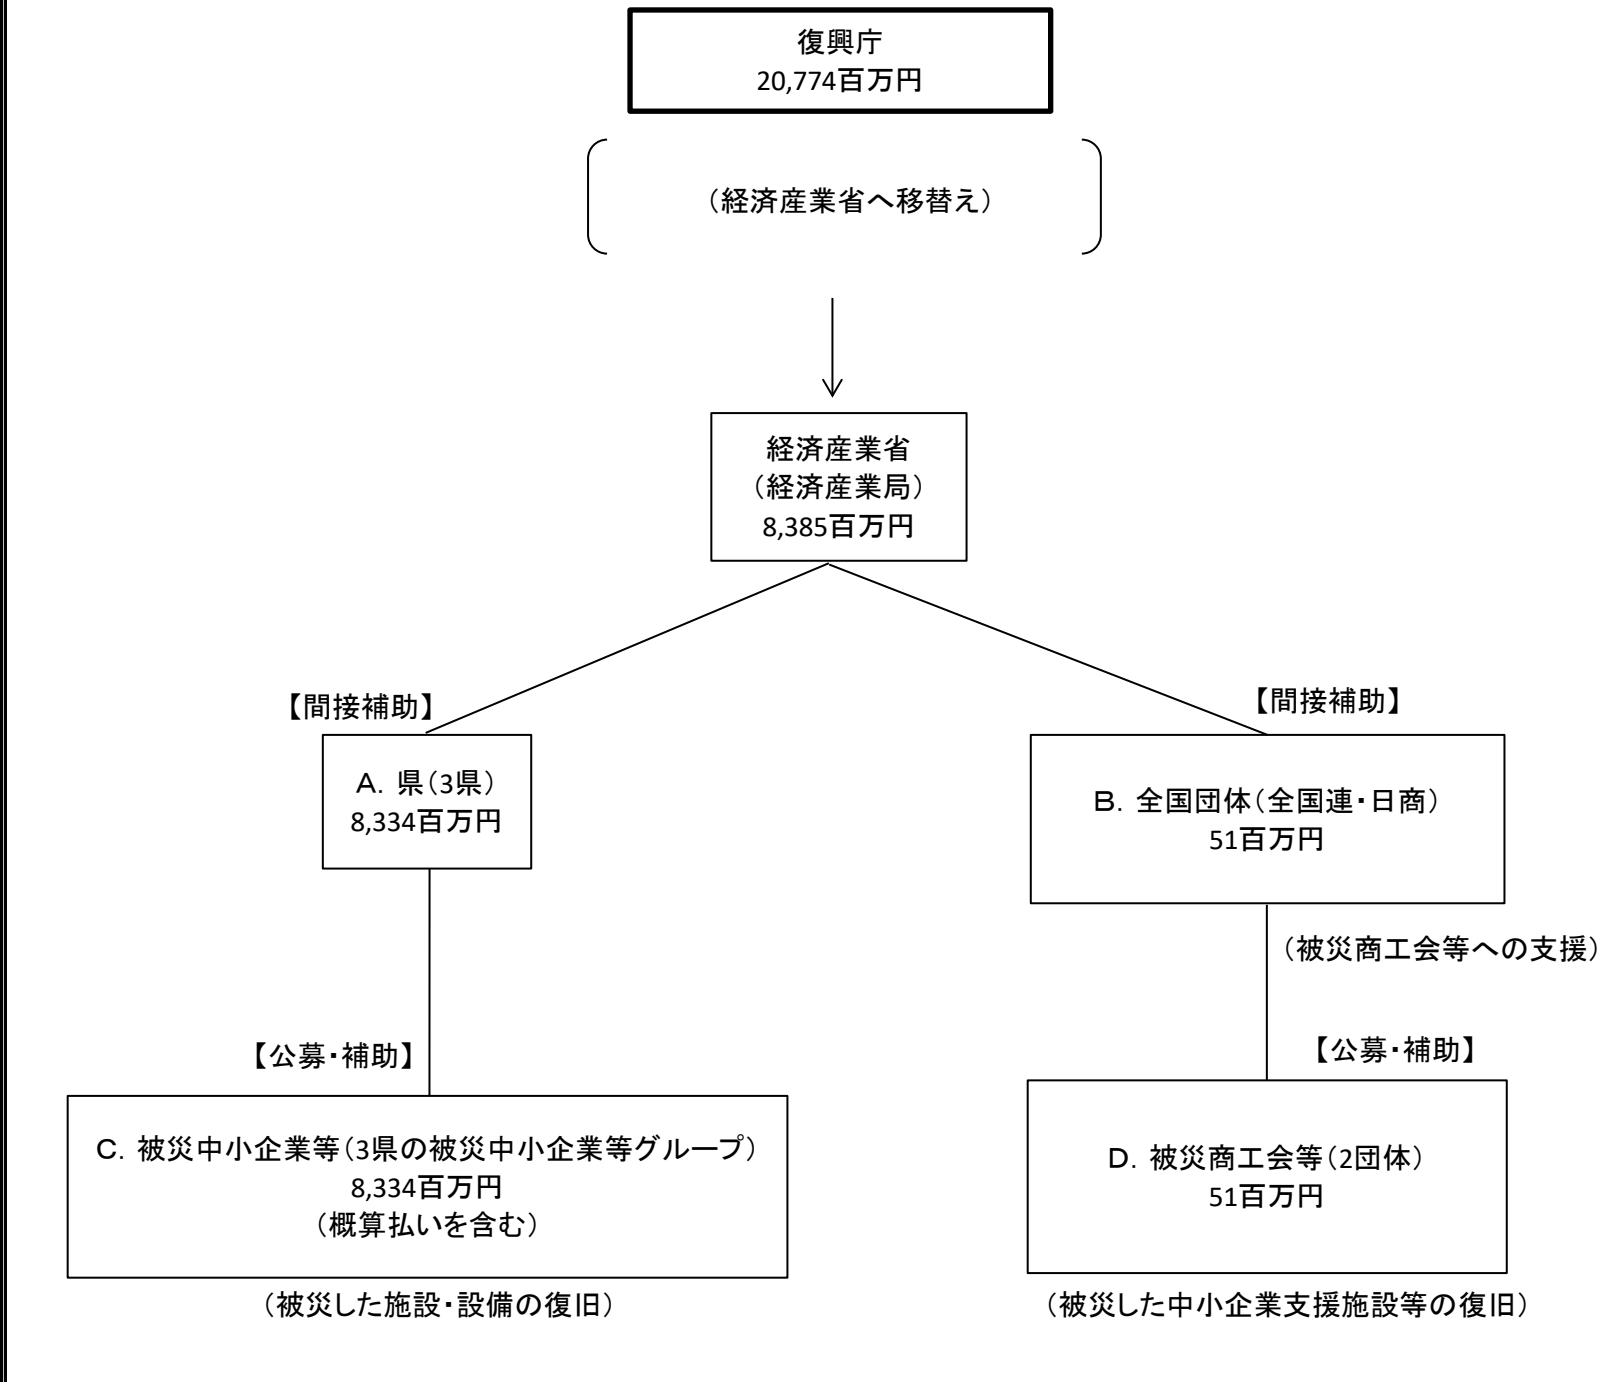 復興庁
20,774百万円
（経済産業省へ移替え）
経済産業省
（経済産業局）
8,385百万円
【間接補助】
【間接補助】
A．県（3県）
8,334百万円
B．全国団体（全国連・日商）
51百万円
（被災商工会等への支援）
【公募・補助】
【公募・補助】
C．被災中小企業等（3県の被災中小企業等グループ）
8,334百万円
（概算払いを含む）
D．被災商工会等（2団体）
51百万円
（被災した施設・設備の復旧）
（被災した中小企業支援施設等の復旧）